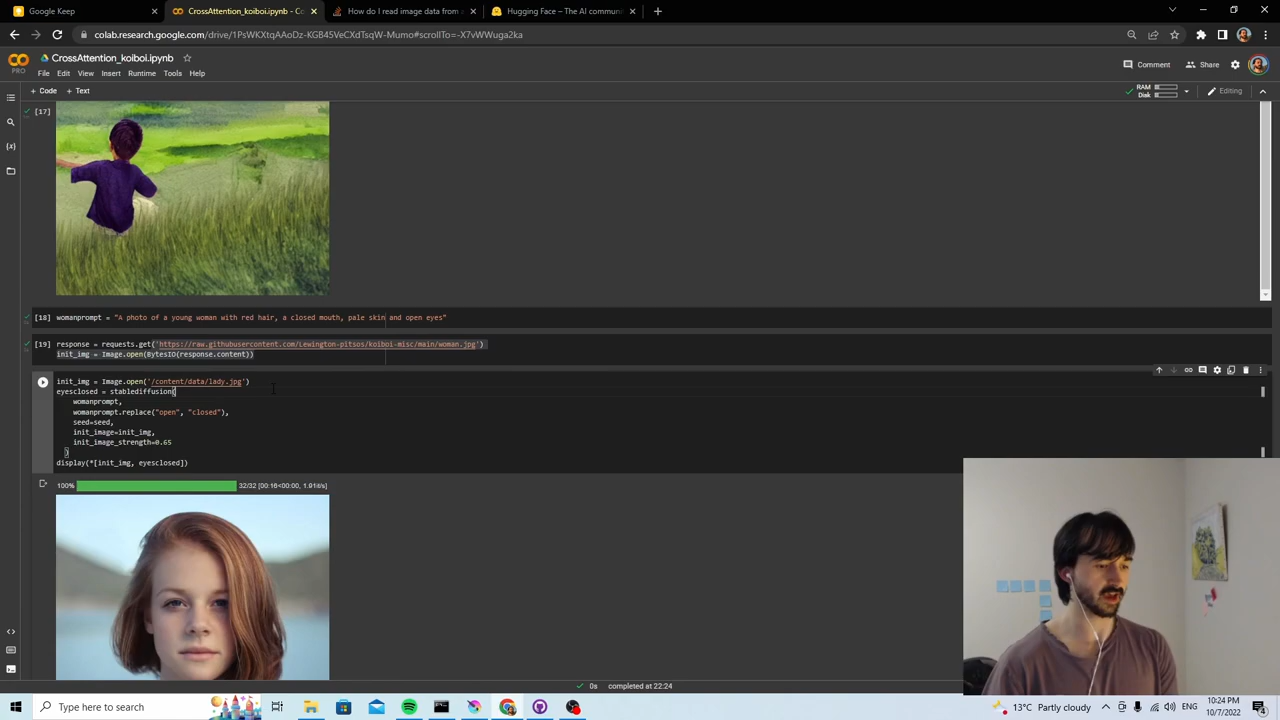 Google Keep
CrossAttention_koiboi.ipynb - Co
How do I read image data from a
Hugging Face – The AI commun
colab.research.google.com/drive/1PsWKXtqAAoDz-KGB45VeCXdTsqW-Mumo#scrollTo=-X7vWWuga2ka
CO
PRO
CrossAttention_koiboi.ipynb
File Edit View Insert Runtime Tools Help
Comment
Share
+ Code + Text
RAM
Disk
Editing
{x}
[17]
[18] womanprompt = "A photo of a young woman with red hair, a closed mouth, pale skin and open eyes"
[19] response = requests.get('https://raw.githubusercontent.com/Lewington-pitsos/koiboi-misc/main/woman.jpg')
init_img = Image.open(BytesIO(response.content))
init_img = Image.open('/content/data/lady.jpg')
eyesclosed = stablediffusion(
womanprompt,
womanprompt.replace("open", "closed"),
seed=seed,
init_image=init_img,
init_image_strength=0.65
)
display(*[init_img, eyesclosed])
100% 32/32 [00:16<00:00, 1.91it/s]
0s completed at 22:24
Type here to search
13°C Partly cloudy
ENG
10:24 PM
10/7/2022